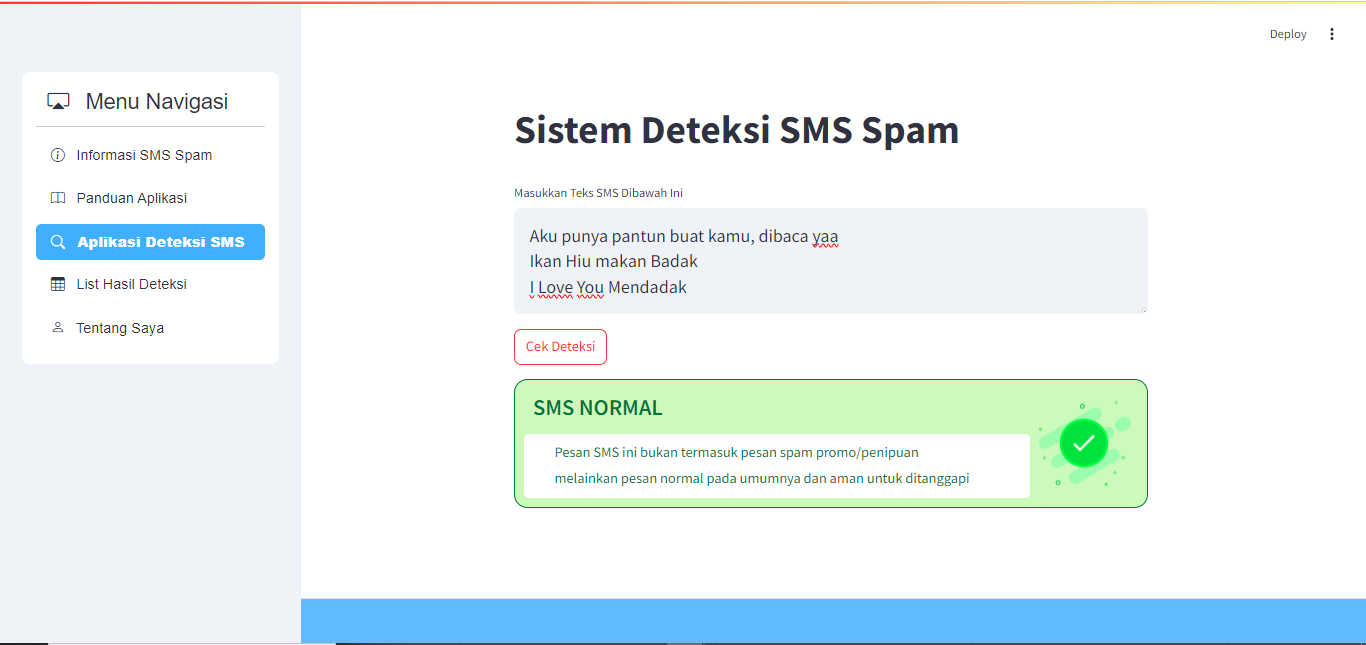 Deploy
Menu Navigasi
Informasi SMS Spam
Panduan Aplikasi
Aplikasi Deteksi SMS
List Hasil Deteksi
Tentang Saya
Sistem Deteksi SMS Spam
Masukkan Teks SMS Dibawah Ini
Aku punya pantun buat kamu, dibaca yaa
Ikan Hiu makan Badak
I Love You Mendadak
Cek Deteksi
SMS NORMAL
Pesan SMS ini bukan termasuk pesan spam promo/penipuan
melainkan pesan normal pada umumnya dan aman untuk ditanggapi